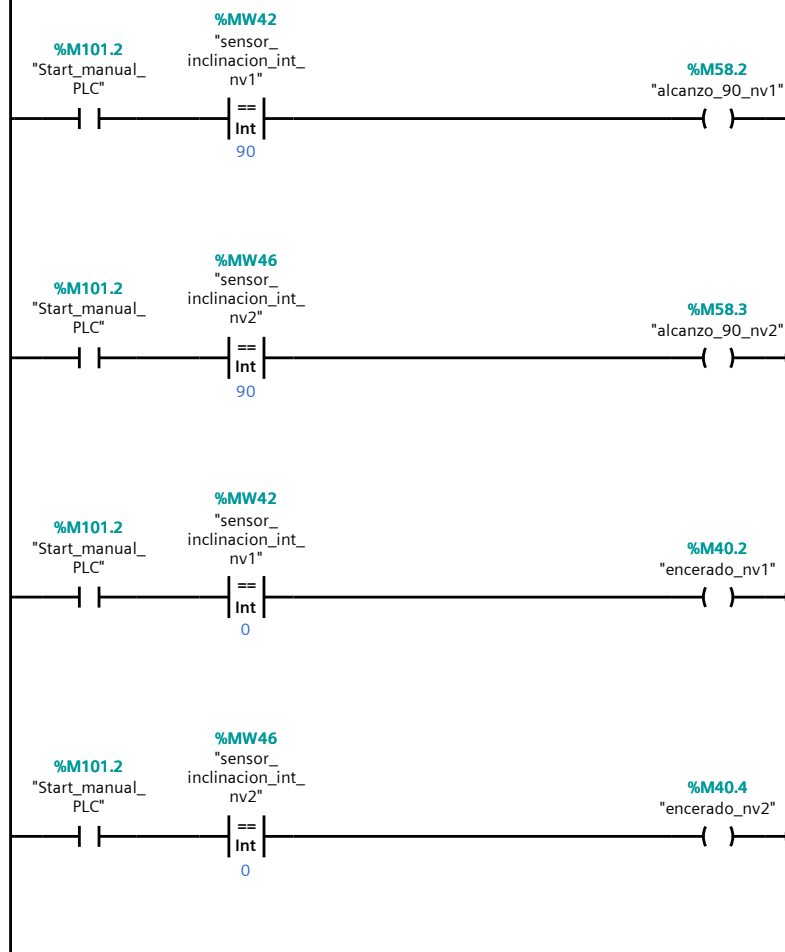 %MW42
"sensor_
inclinacion_int_
nv1"
%M101.2
"Start_manual_
PLC"
%M58.2
"alcanzo_90_nv1"
==
Int
90
%MW46
"sensor_
inclinacion_int_
nv2"
%M101.2
"Start_manual_
PLC"
%M58.3
"alcanzo_90_nv2"
==
Int
90
%MW42
"sensor_
inclinacion_int_
nv1"
%M101.2
"Start_manual_
PLC"
%M40.2
"encerado_nv1"
==
Int
0
%MW46
"sensor_
inclinacion_int_
nv2"
%M101.2
"Start_manual_
PLC"
%M40.4
"encerado_nv2"
==
Int
0